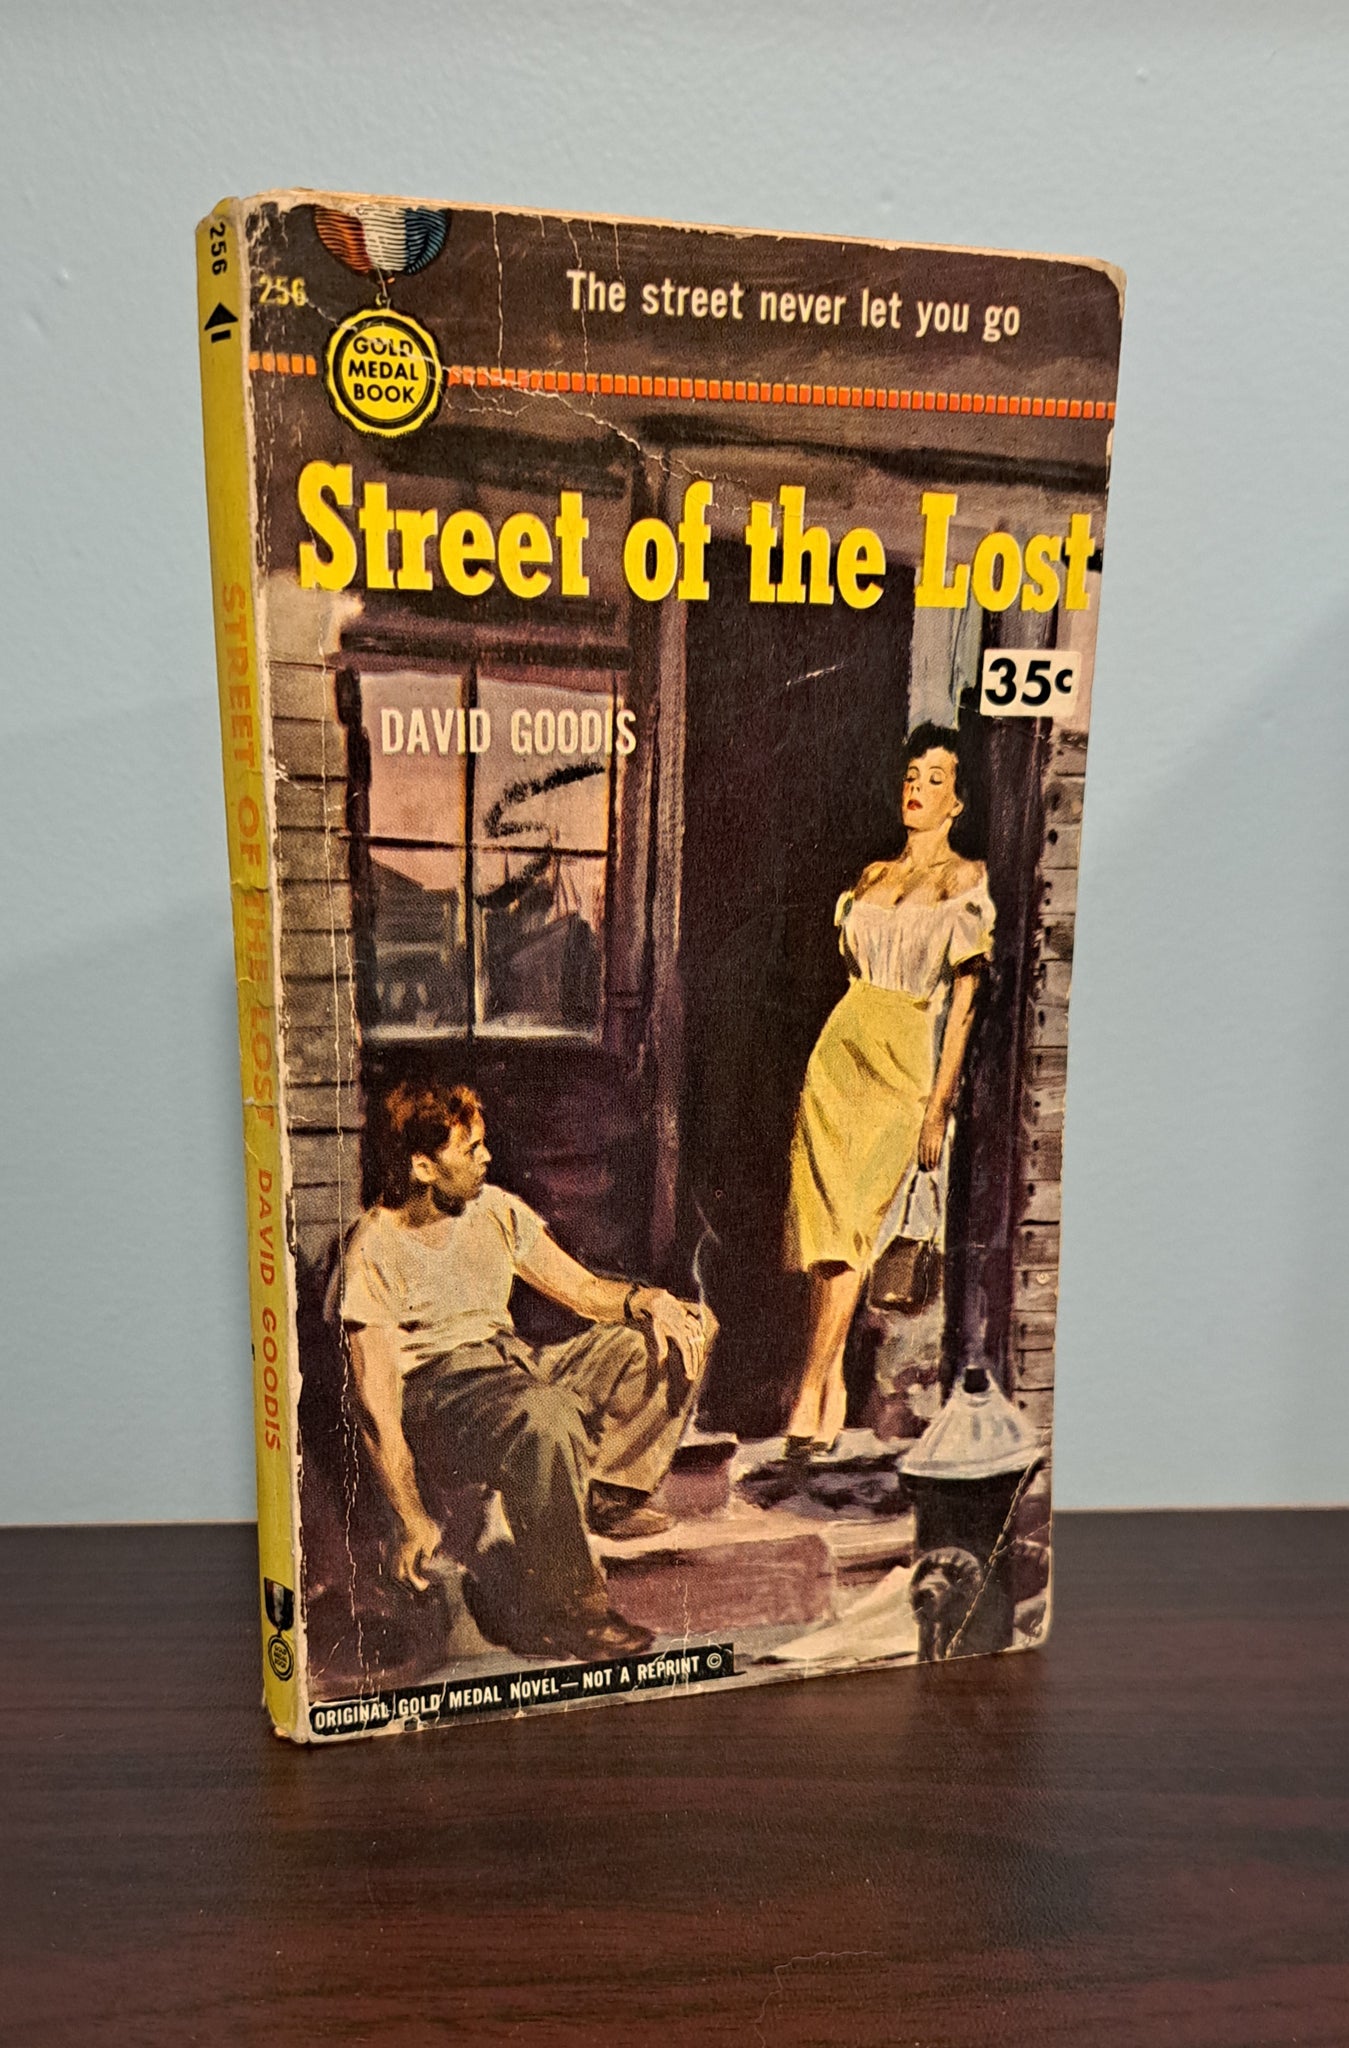 256
STREET OF THE LOST DAVID GOODIS
256
GOLD
MEDAL
BOOK
The street never let you go
Street of the Lost
35c
DAVID GOODIS
ORIGINAL GOLD MEDAL NOVEL—NOT A REPRINT ©